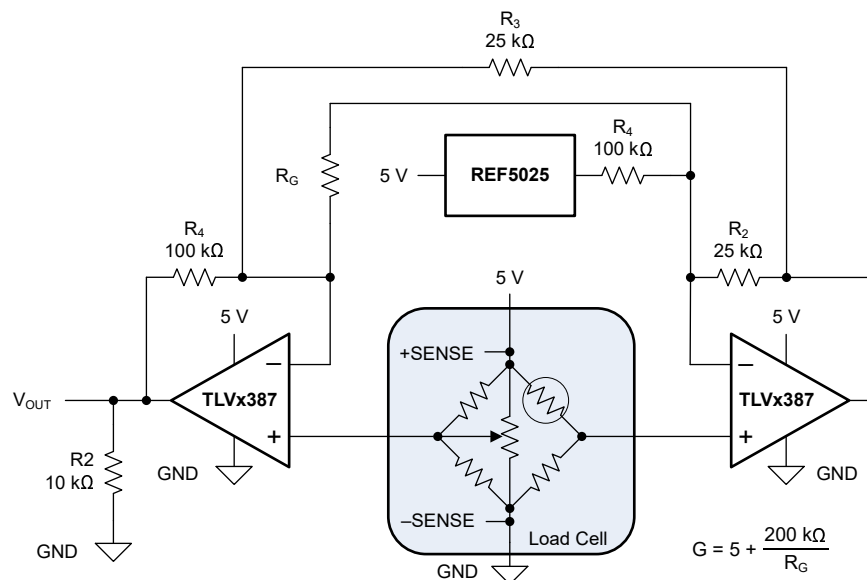 R3
25 kΩ
RG
5 V
REF5025
R4
100 kΩ
R4
100 kΩ
R2
25 kΩ
5 V
5 V
5 V
+SENSE
–
TLVx387
+
–
TLVx387
+
VOUT
R2
10 kΩ
GND
GND
GND
–SENSE
Load Cell
GND
G = 5 + 200 kΩ / RG